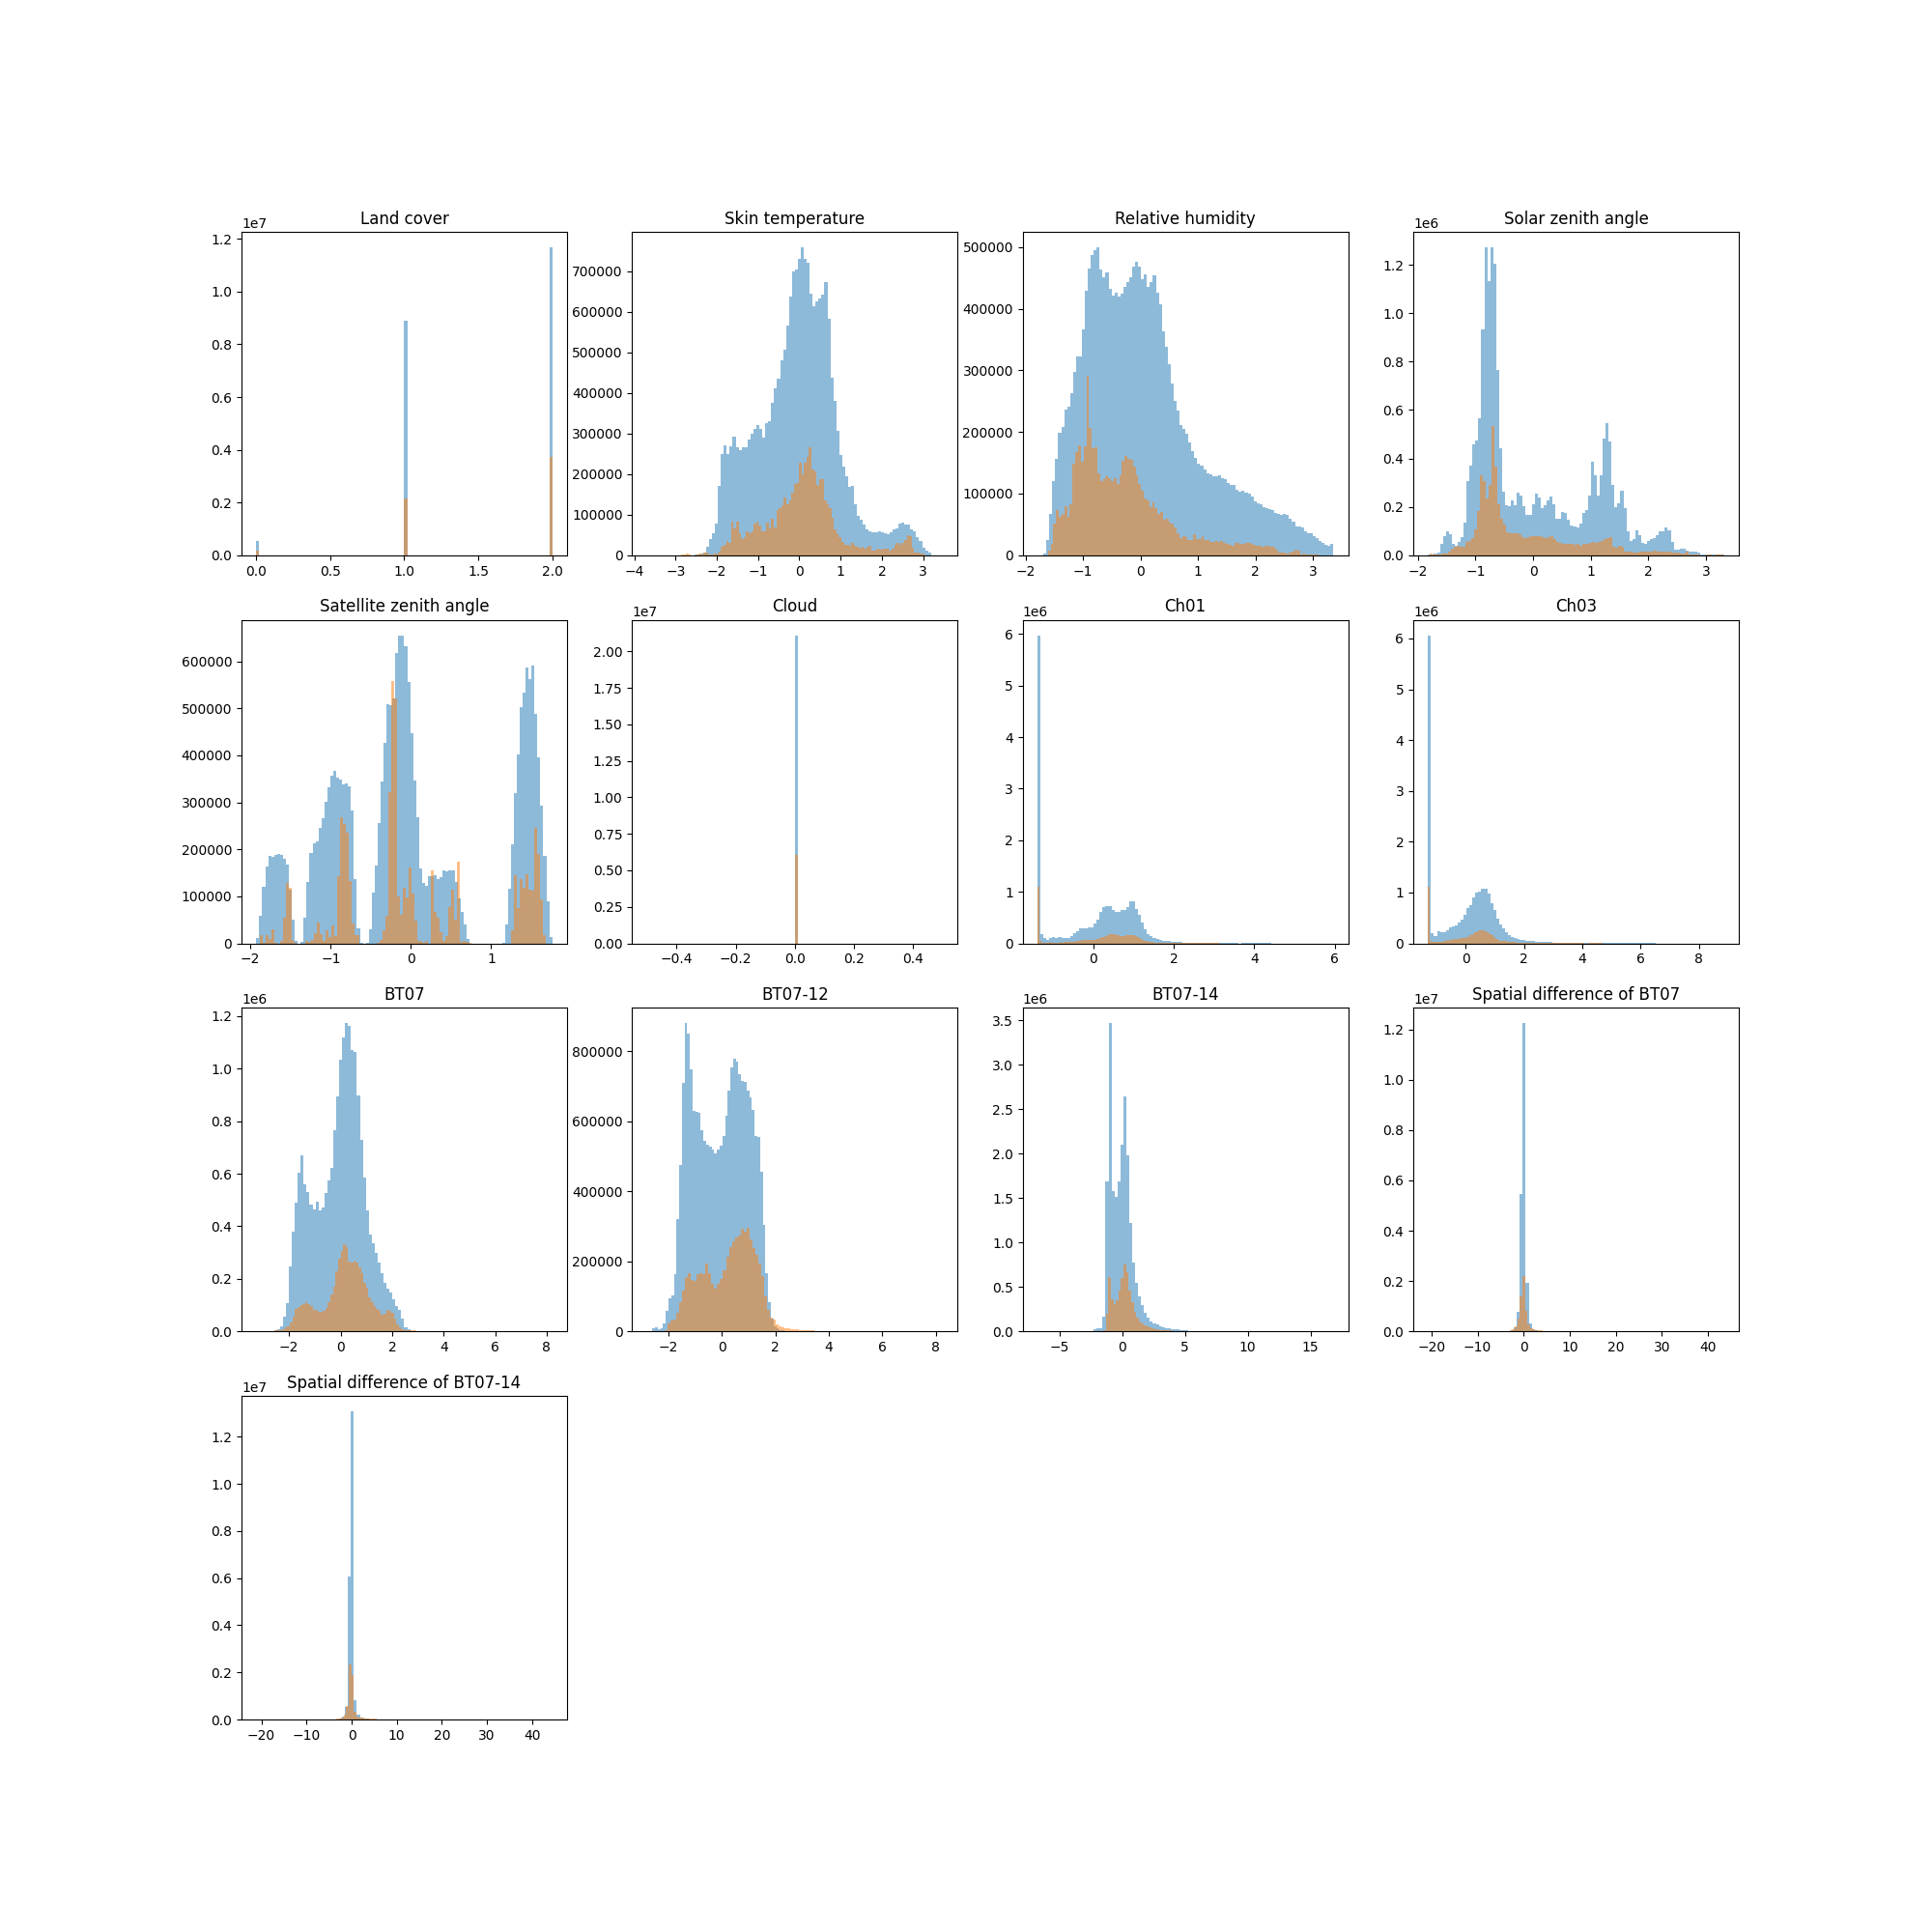 Land cover
1e7
1.2
1.0
0.8
0.6
0.4
0.2
0.0
0.0 0.5 1.0 1.5 2.0
Skin temperature
700000
600000
500000
400000
300000
200000
100000
0
−4 −3 −2 −1 0 1 2 3
Relative humidity
500000
400000
300000
200000
100000
0
−2 −1 0 1 2 3
Solar zenith angle
1e6
1.2
1.0
0.8
0.6
0.4
0.2
0.0
−2 −1 0 1 2 3
Satellite zenith angle
600000
500000
400000
300000
200000
100000
0
−2 −1 0 1
Cloud
1e7
2.00
1.75
1.50
1.25
1.00
0.75
0.50
0.25
0.00
−0.4 −0.2 0.0 0.2 0.4
Ch01
1e6
6
5
4
3
2
1
0
0 2 4 6
Ch03
1e6
6
5
4
3
2
1
0
0 2 4 6 8
BT07
1e6
1.2
1.0
0.8
0.6
0.4
0.2
0.0
−2 0 2 4 6 8
BT07-12
800000
600000
400000
200000
0
−2 0 2 4 6 8
BT07-14
1e6
3.5
3.0
2.5
2.0
1.5
1.0
0.5
0.0
−5 0 5 10 15
Spatial difference of BT07
1e7
1.2
1.0
0.8
0.6
0.4
0.2
0.0
−20 −10 0 10 20 30 40
Spatial difference of BT07-14
1e7
1.2
1.0
0.8
0.6
0.4
0.2
0.0
−20 −10 0 10 20 30 40